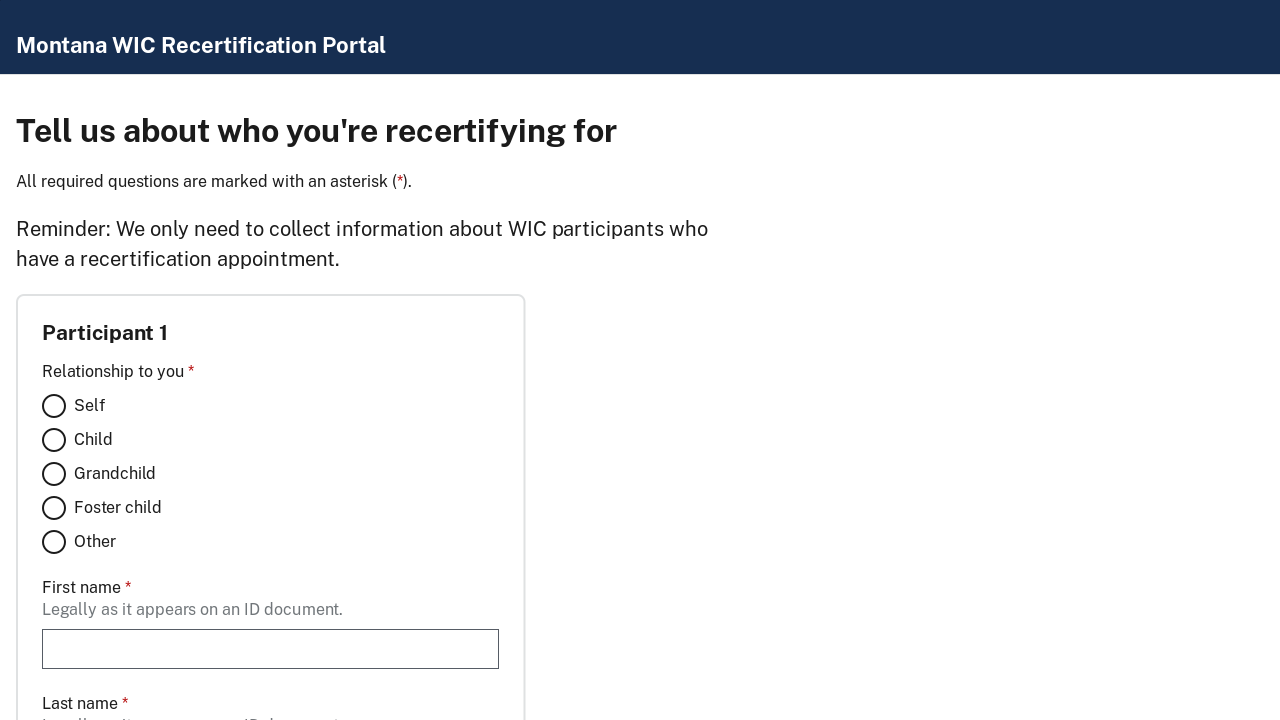 Montana WIC Recertification Portal
Tell us about who you're recertifying for
All required questions are marked with an asterisk (*).
Reminder: We only need to collect information about WIC participants who
have a recertification appointment.
Participant 1
Relationship to you *
Self
Child
Grandchild
Foster child
Other
First name *
Legally as it appears on an ID document.
Last name *